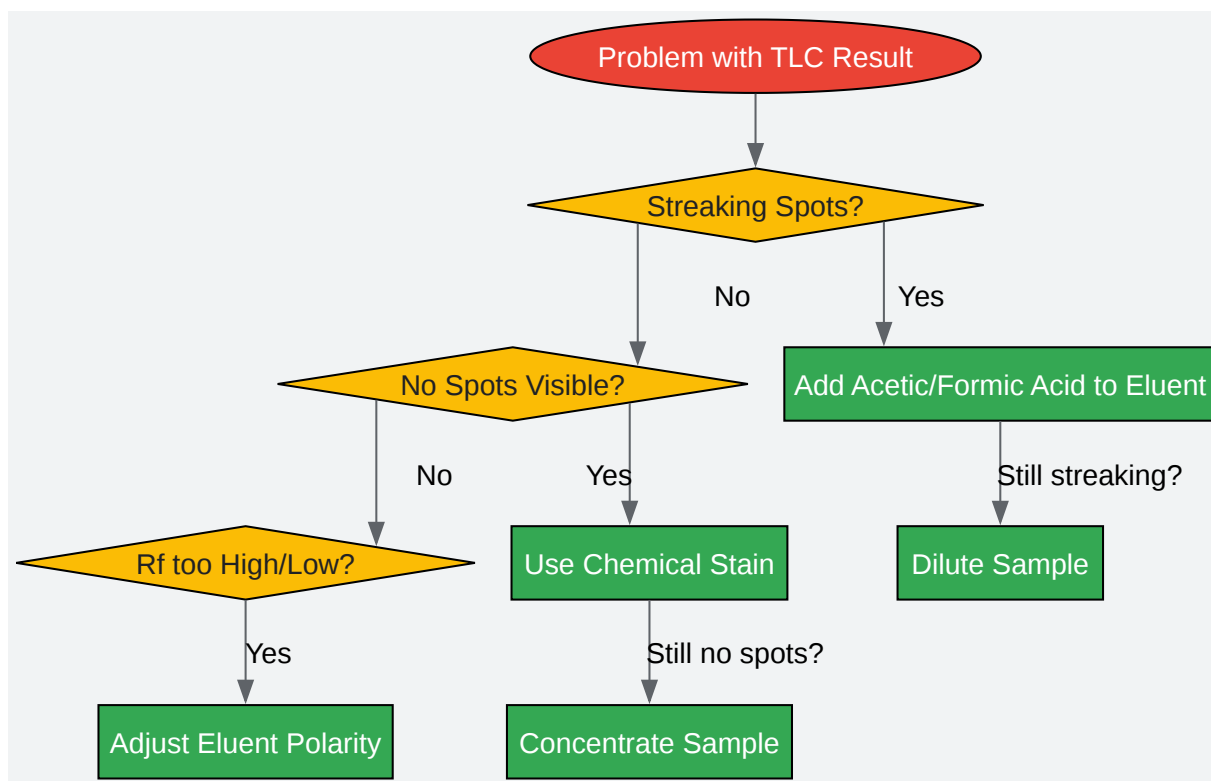 Problem with TLC Result
Streaking Spots?
No
Yes
No Spots Visible?
Add Acetic/Formic Acid to Eluent
No
Yes
Still streaking?
Rf too High/Low?
Use Chemical Stain
Dilute Sample
Yes
Still no spots?
Adjust Eluent Polarity
Concentrate Sample